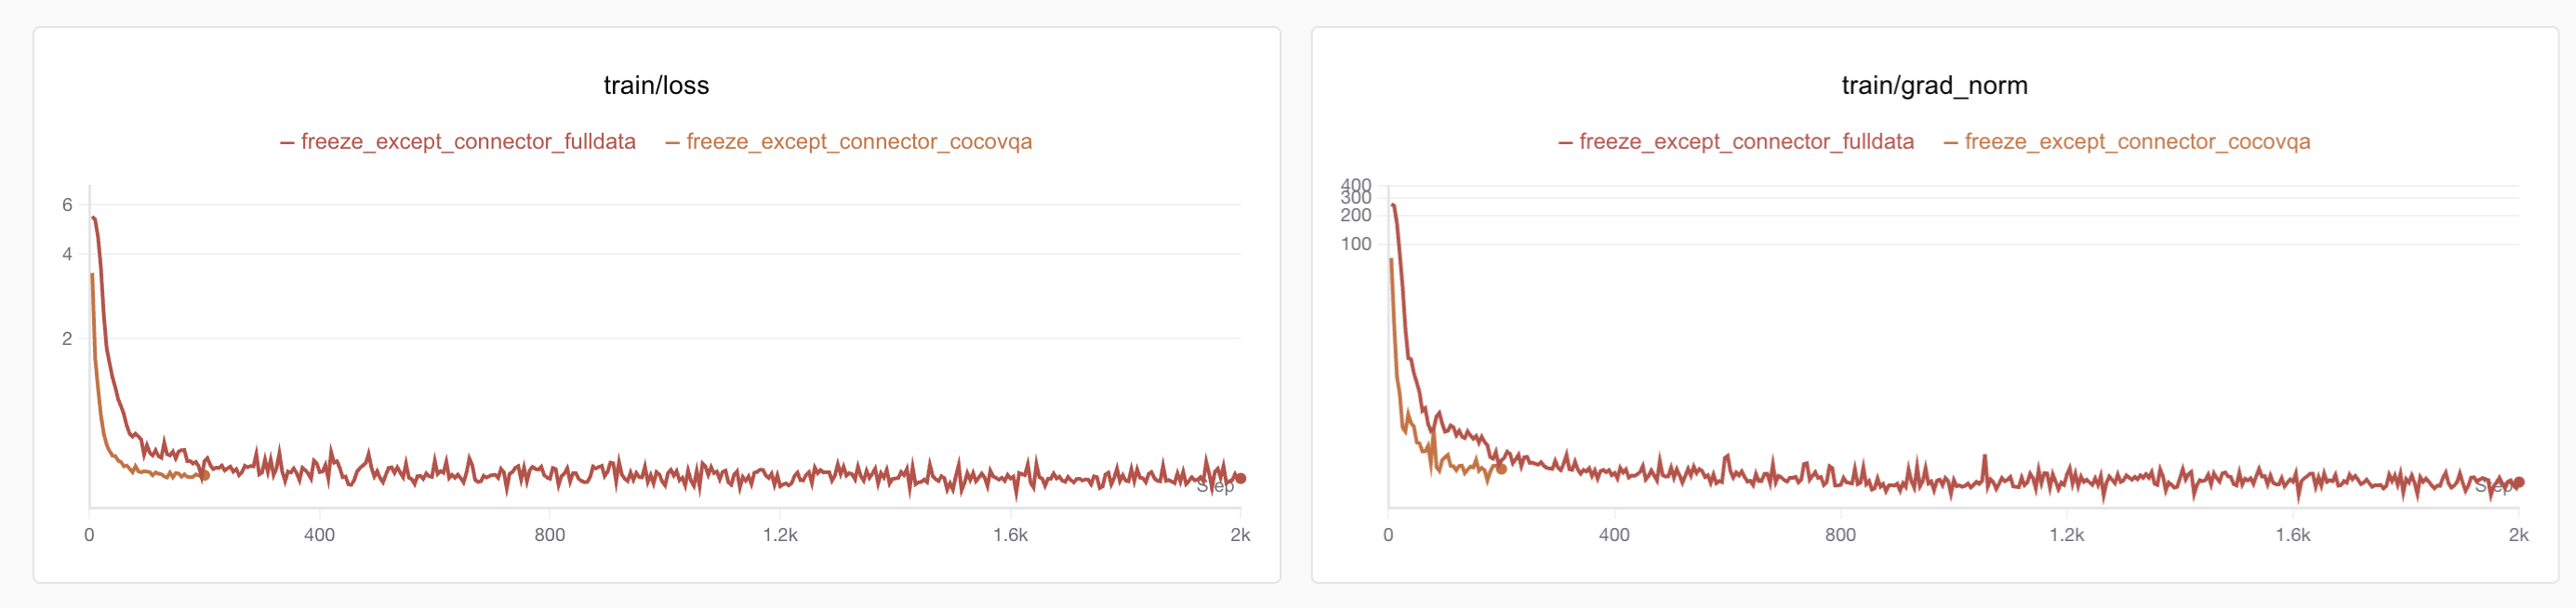 train/loss
freeze_except_connector_fulldata freeze_except_connector_cocovqa
6
4
2
Step
0 400 800 1.2k 1.6k 2k
train/grad_norm
freeze_except_connector_fulldata freeze_except_connector_cocovqa
400
300
200
100
Step
0 400 800 1.2k 1.6k 2k